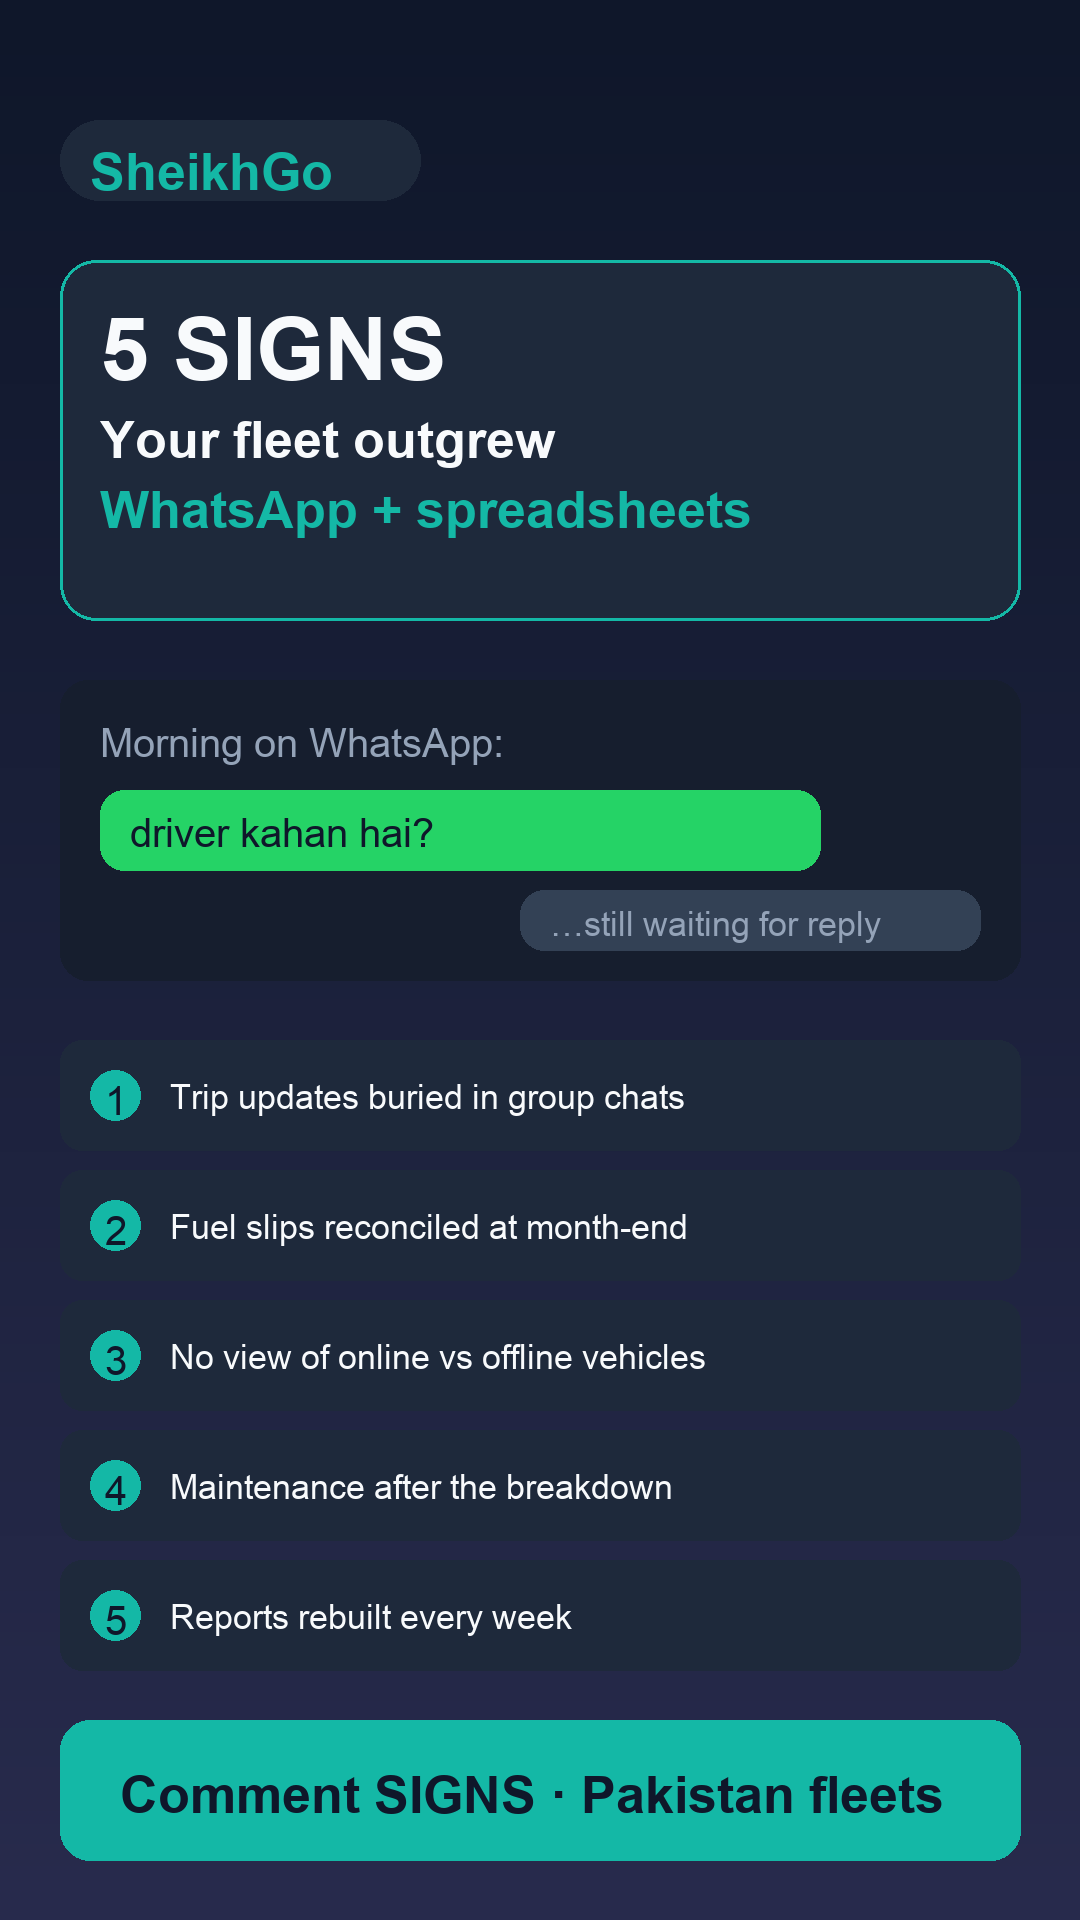 SheikhGo
5 SIGNS
Your fleet outgrew
WhatsApp + spreadsheets
Morning on WhatsApp:
driver kahan hai?
...still waiting for reply
1 Trip updates buried in group chats
2 Fuel slips reconciled at month-end
3 No view of online vs offline vehicles
4 Maintenance after the breakdown
5 Reports rebuilt every week
Comment SIGNS · Pakistan fleets